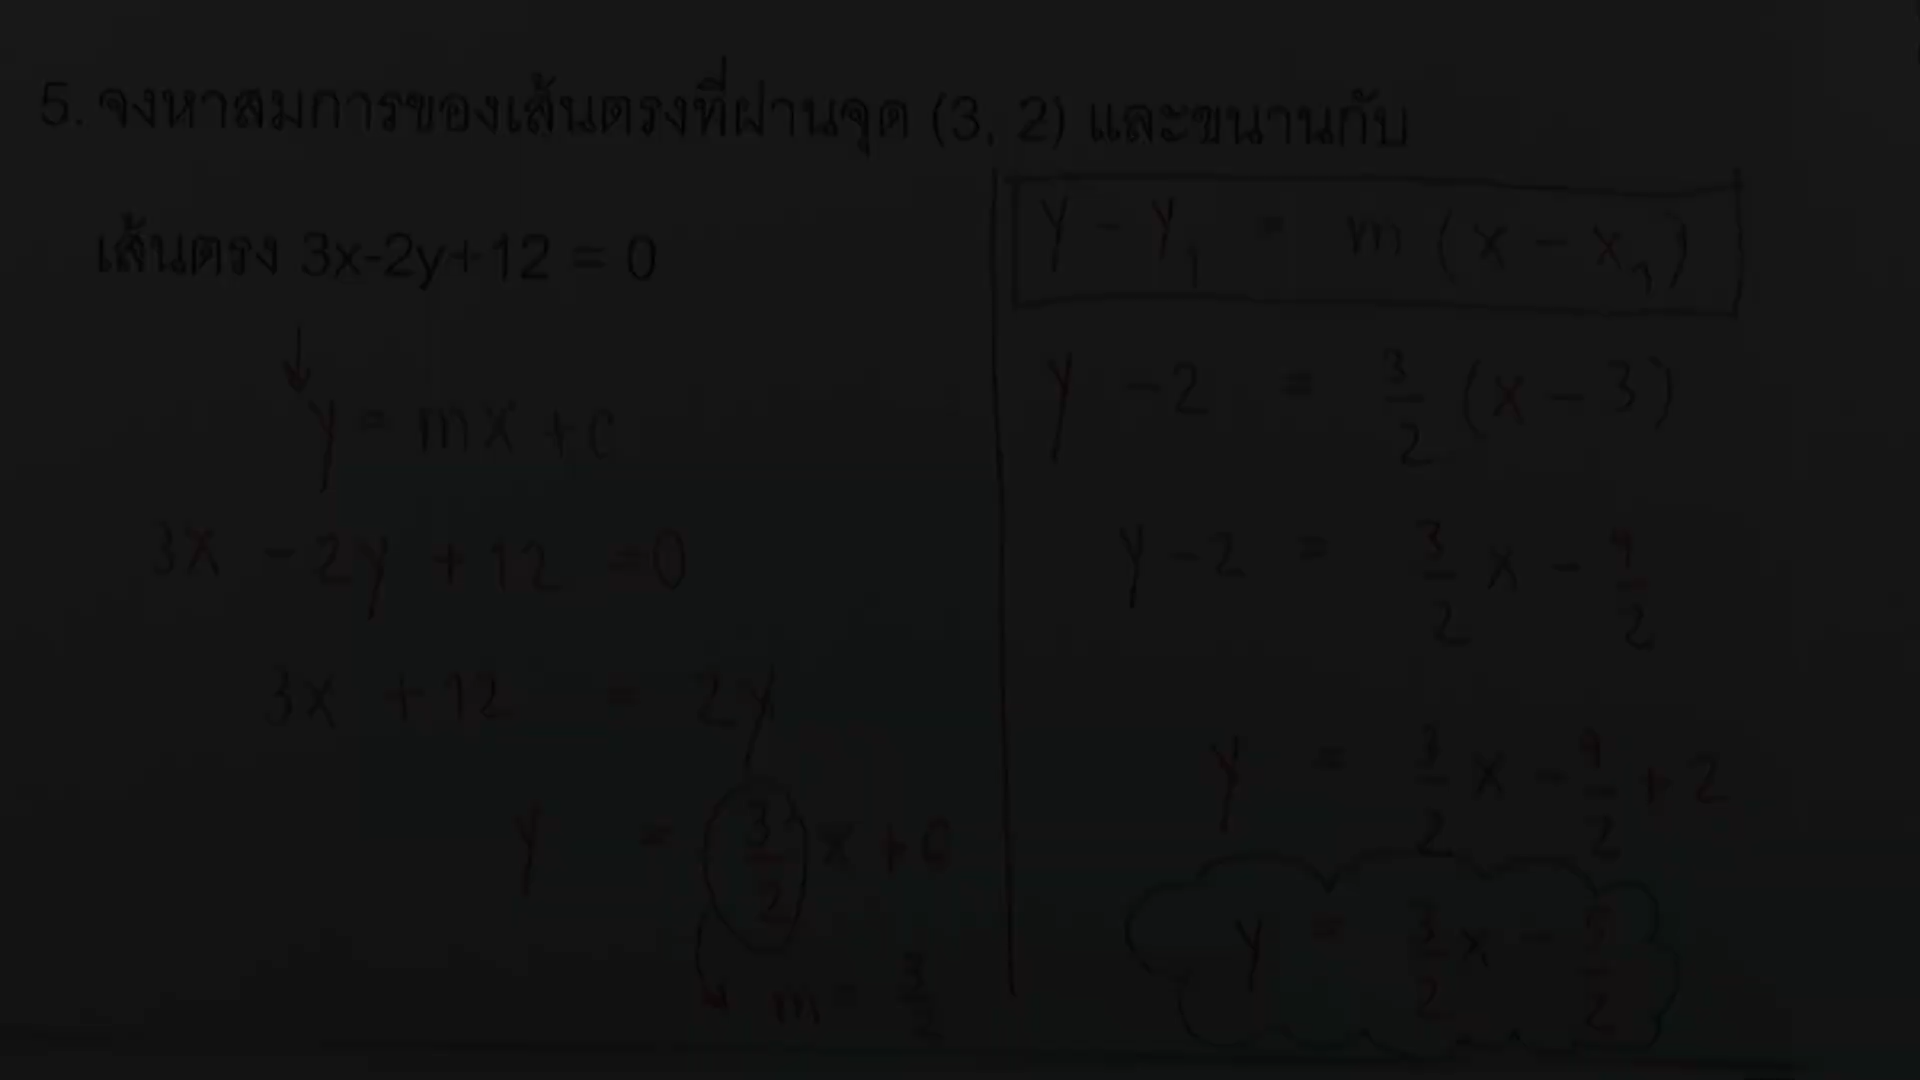 5. จงหาสมการของเส้นตรงที่ผ่านจุด (3, 2) และขนานกับ
เส้นตรง 3x-2y+12 = 0
y = mx + c
3x - 2y + 12 = 0
3x + 12 = 2y
y = 3/2 x + c
m = 3/2
y - y₁ = m (x - x₁)
y - 2 = 3/2 (x - 3)
y - 2 = 3/2 x - 9/2
y = 3/2 x - 9/2 + 2
y = 3/2 x - 5/2